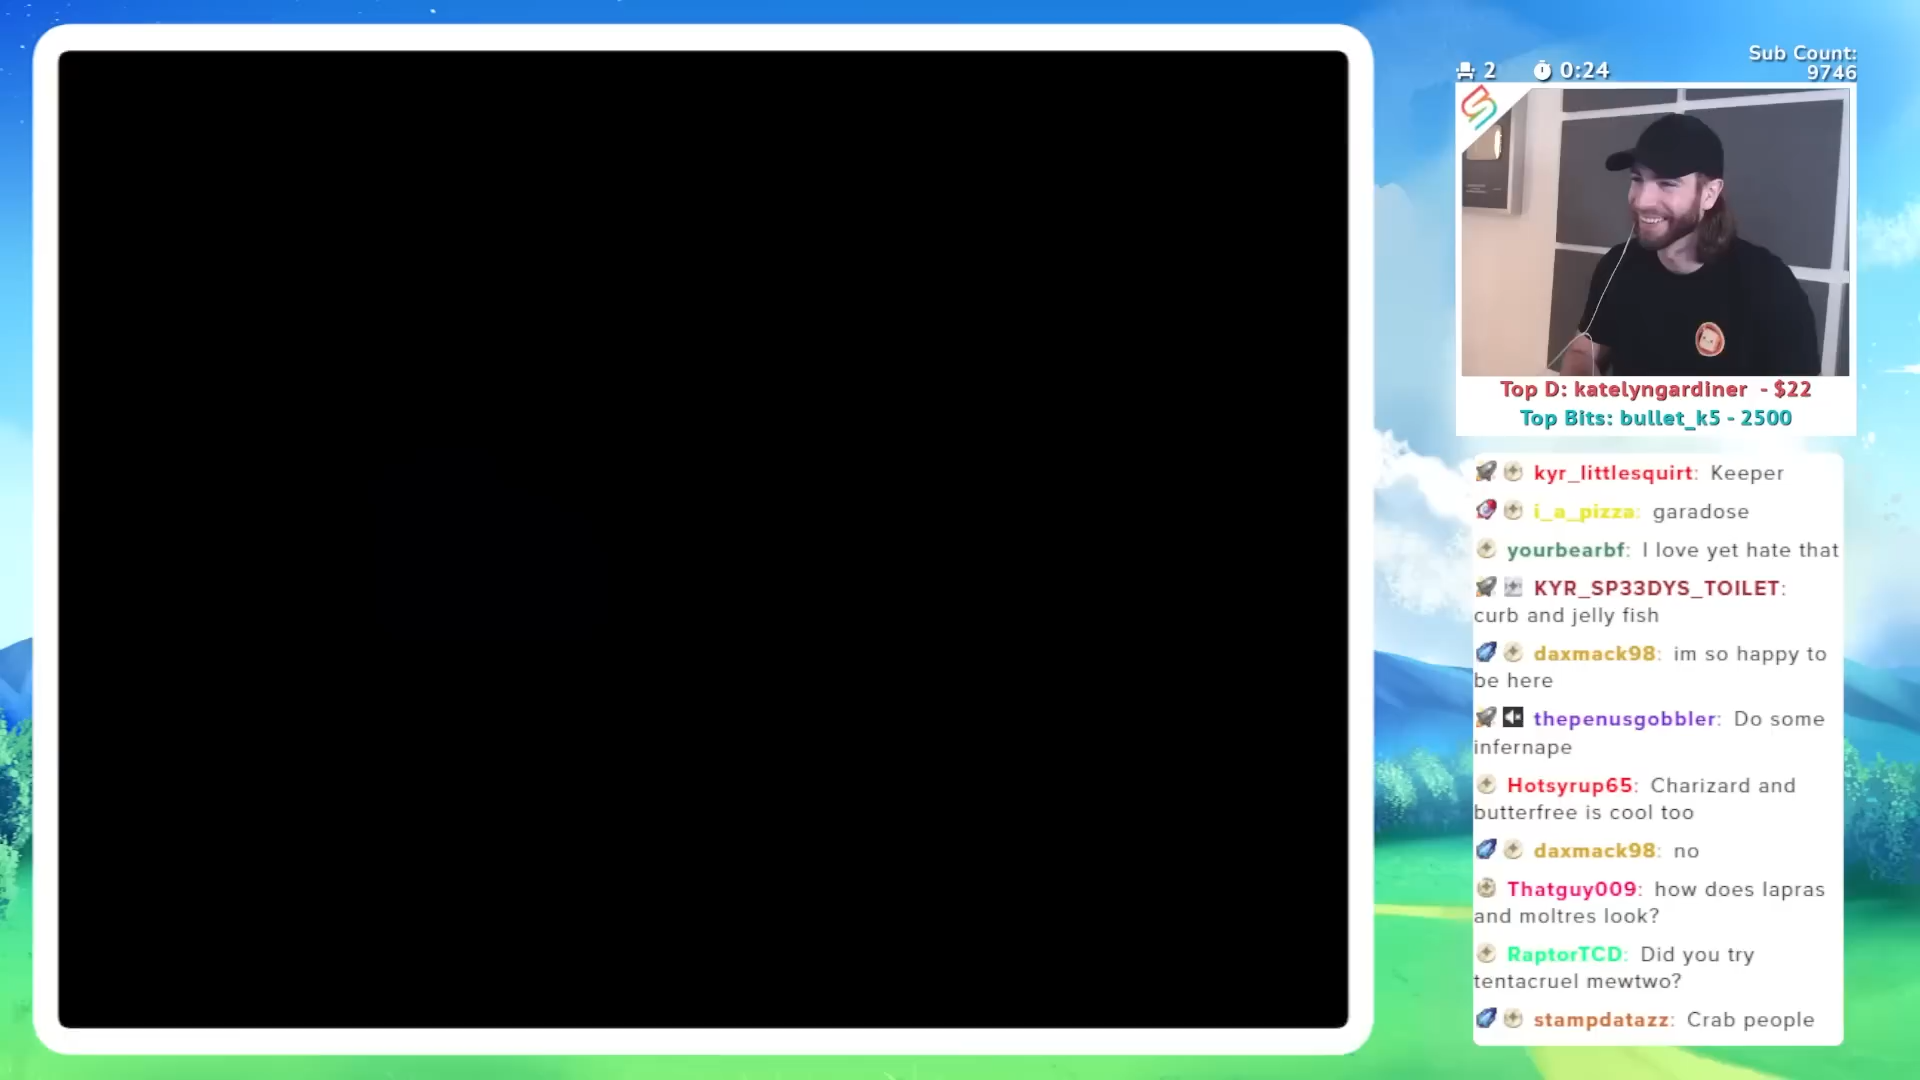 2
0:24
Sub Count:
9746
Top D: katelyngardiner - $22
Top Bits: bullet_k5 - 2500
kyr_littlesquirt: Keeper
i_a_pizza: garadose
yourbearbf: I love yet hate that
KYR_SP33DYS_TOILET:
curb and jelly fish
daxmack98: im so happy to
be here
thepenusgobbler: Do some
infernape
Hotsyrup65: Charizard and
butterfree is cool too
daxmack98: no
Thatguy009: how does lapras
and moltres look?
RaptorTCD: Did you try
tentacruel mewtwo?
stampdatazz: Crab people